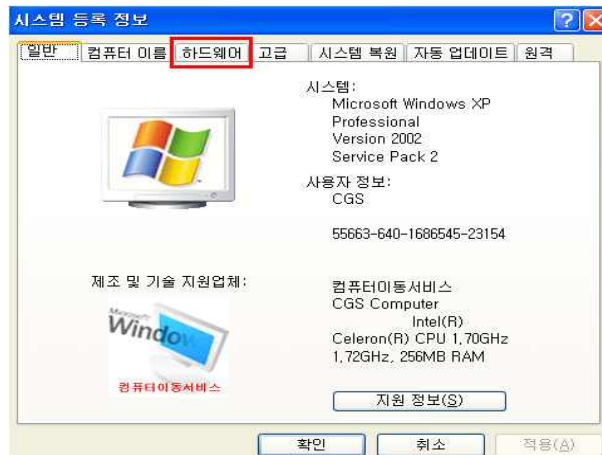 시스템 등록 정보
일반 컴퓨터 이름 하드웨어 고급 시스템 복원 자동 업데이트 원격
시스템:
Microsoft Windows XP
Professional
Version 2002
Service Pack 2
사용자 정보:
CGS
55663-640-1686545-23154
제조 및 기술 지원업체:
Microsoft
Window
컴퓨터이동서비스
컴퓨터이동서비스
CGS Computer
Intel(R)
Celeron(R) CPU 1,70GHz
1,72GHz, 256MB RAM
지원 정보(S)
확인 취소 적용(A)